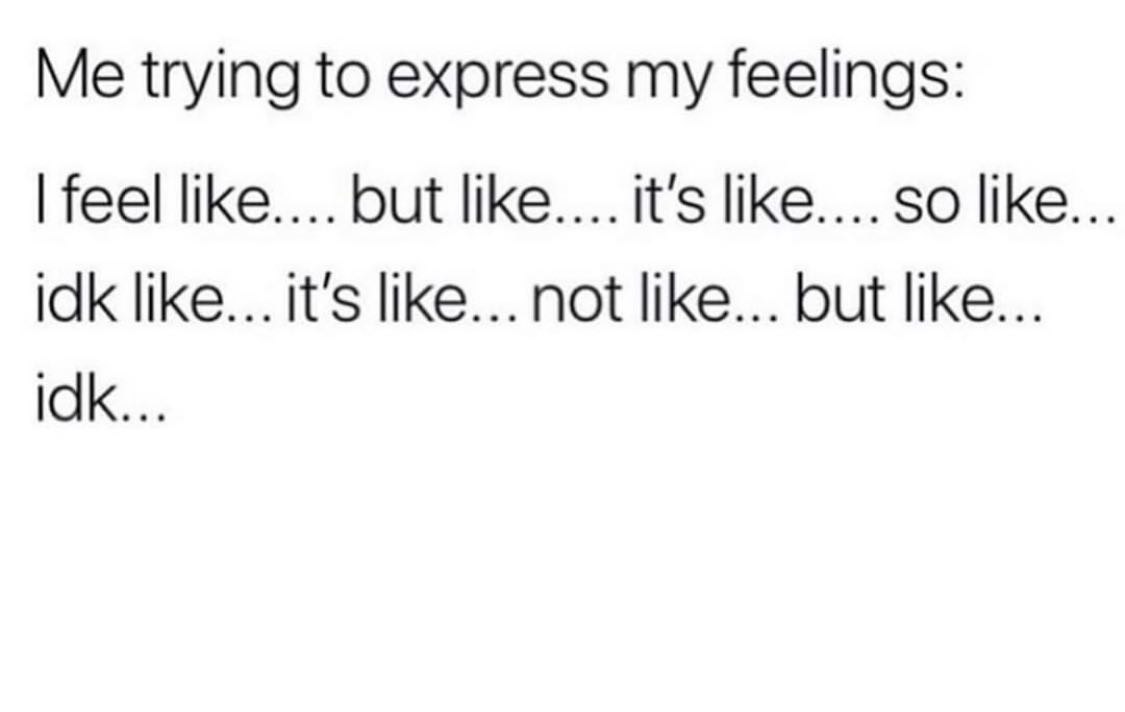 Me trying to express my feelings:
I feel like.... but like.... it's like.... so like...
idk like... it's like... not like... but like...
idk...